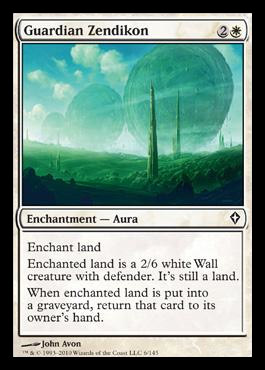 Guardian Zendikon 2
Enchantment — Aura
Enchant land
Enchanted land is a 2/6 white Wall
creature with defender. It's still a land.
When enchanted land is put into
a graveyard, return that card to its
owner's hand.
John Avon
™ & © 1993–2010 Wizards of the Coast LLC 6/145